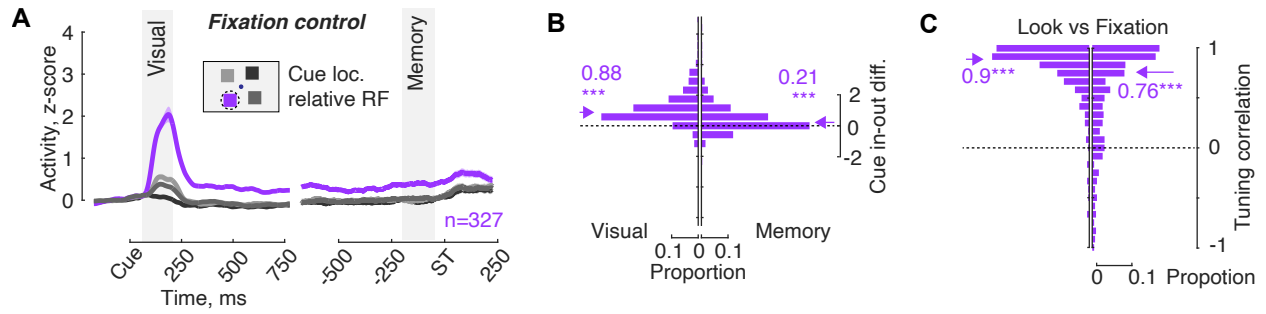 A
Fixation control
Activity, z-score
4
3
2
1
0
Visual
Memory
Cue loc.
relative RF
n=327
Cue
250
500
750
-500
-250
ST
250
Time, ms
B
0.88
***
0.21
***
2
0
-2
Cue in-out diff.
Visual
Memory
0.1
0
0.1
Proportion
C
Look vs Fixation
0.9***
0.76***
1
0
-1
Tuning correlation
0
0.1
Propotion